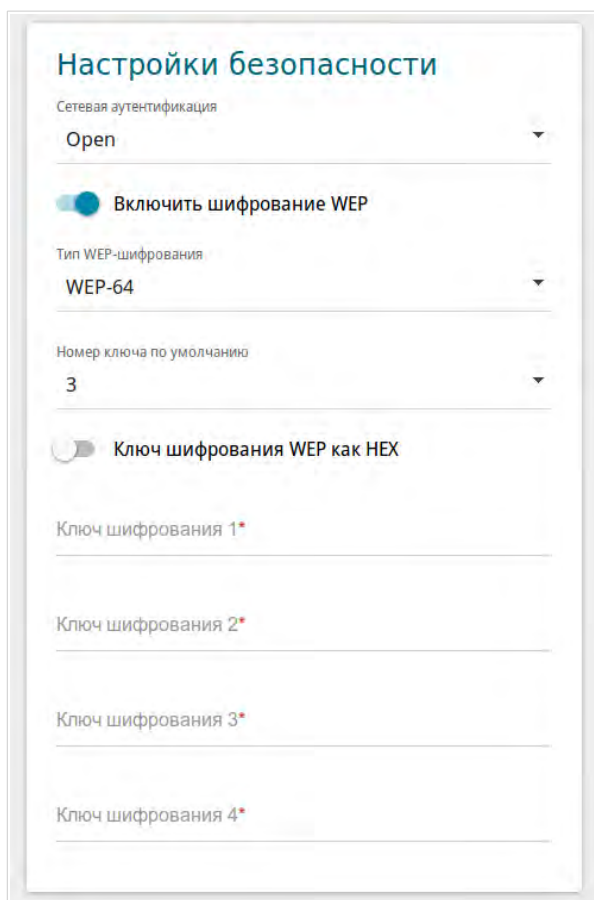 Настройки безопасности
Сетевая аутентификация
Open
Включить шифрование WEP
Тип WEP-шифрования
WEP-64
Номер ключа по умолчанию
3
Ключ шифрования WEP как HEX
Ключ шифрования 1*
Ключ шифрования 2*
Ключ шифрования 3*
Ключ шифрования 4*